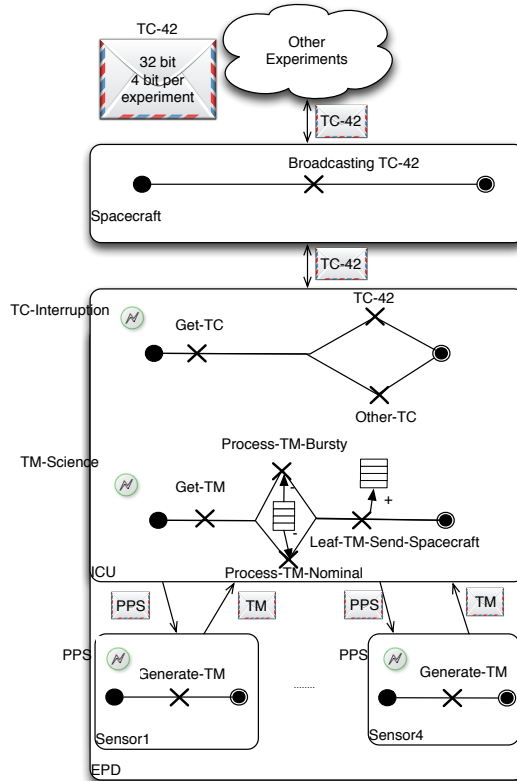 TC-42
32 bit
4 bit per
experiment
Other
Experiments
TC-42
Broadcasting TC-42
Spacecraft
TC-42
TC-Interruption
TC-42
Get-TC
Other-TC
Process-TM-Bursty
TM-Science
Get-TM
+
-
-
Leaf-TM-Send-Spacecraft
Process-TM-Nominal
ICU
PPS
TM
PPS
TM
PPS
Generate-TM
Sensor1
........
PPS
Generate-TM
Sensor4
EPD